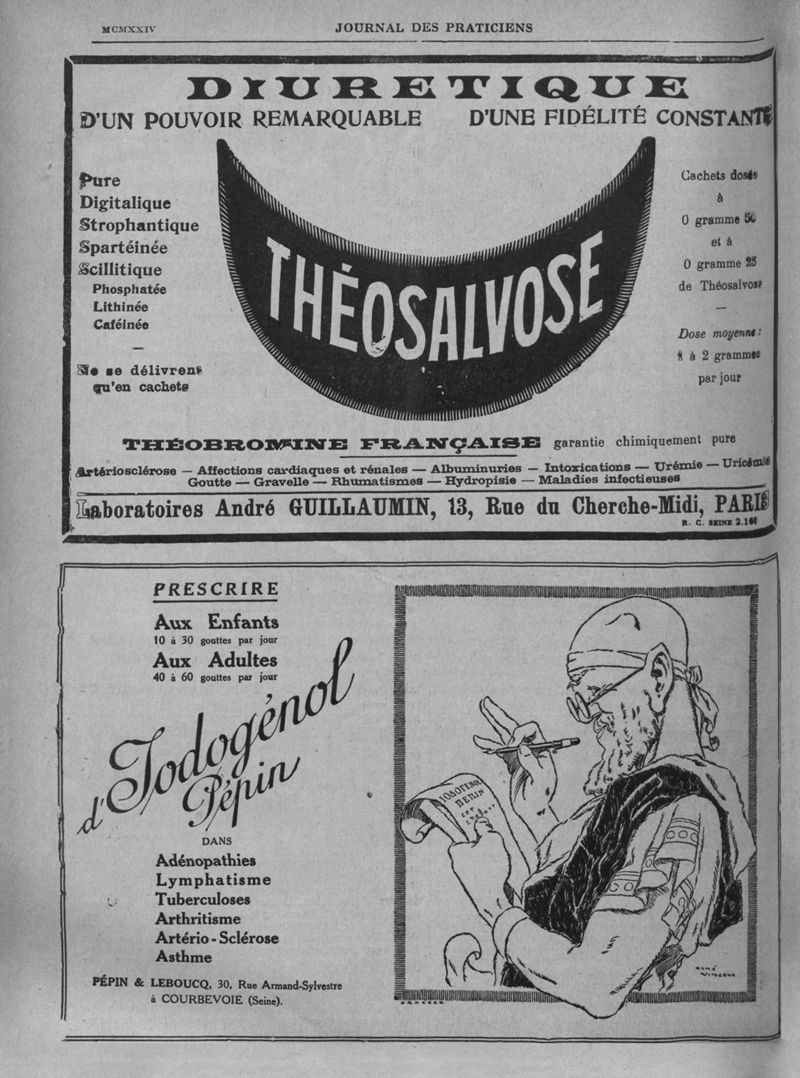 MCMXXIV
JOURNAL DES PRATICIENS
DIURETIQUE
D'UN POUVOIR REMARQUABLE
D'UNE FIDÉLITÉ CONSTANTE
Pure
Digitalique
Strophantique
Spartéinée
Scillitique
Phosphatée
Lithinée
Caféinée
—
Ne se délivrent
qu'en cachets
THÉOSALVOSE
Cachets dosés
à
0 gramme 50
et à
0 gramme 25
de Théosalvose
—
Dose moyenne :
1 à 2 grammes
par jour
THÉOBROMINE FRANÇAISE garantie chimiquement pure
Artériosclérose — Affections cardiaques et rénales — Albuminuries — Intoxications — Urémie — Uricémie
Goutte — Gravelle — Rhumatismes — Hydropisie — Maladies infectieuses
Laboratoires André GUILLAUMIN, 13, Rue du Cherche-Midi, PARIS
R. C. SEINE
PRESCRIRE
Aux Enfants
10 à 30 gouttes par jour
Aux Adultes
40 à 60 gouttes par jour
d'Iodogénol
Pépin
DANS
Adénopathies
Lymphatisme
Tuberculoses
Arthritisme
Artério-Sclérose
Asthme
PÉPIN & LEBOUCQ, 30, Rue Armand-Sylvestre
à COURBEVOIE (Seine).
ΠΕΠΙΝ
RENÉ
VINCENT